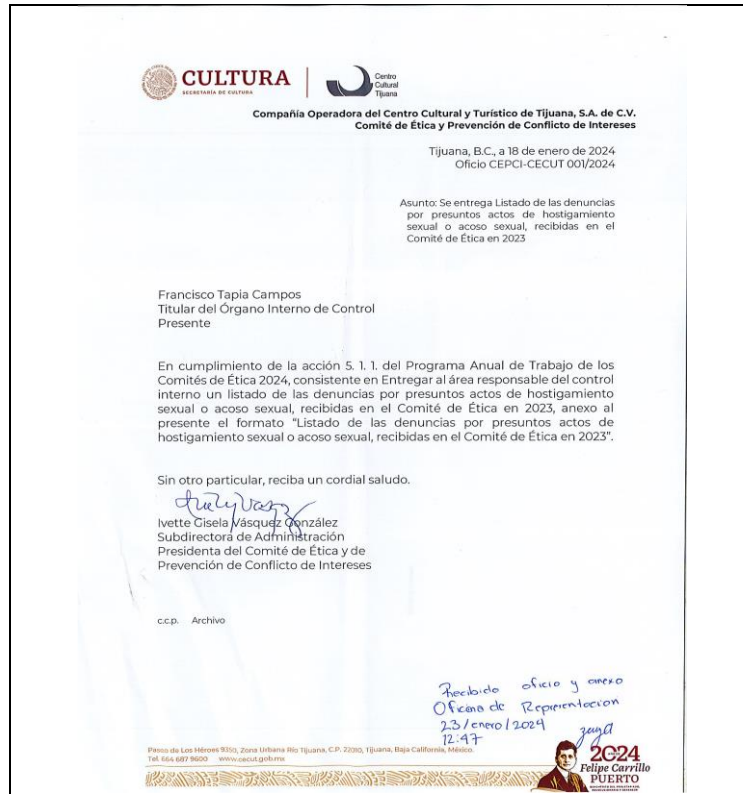 CULTURA
SECRETARÍA DE CULTURA
Centro
Cultural
Tijuana
Compañía Operadora del Centro Cultural y Turístico de Tijuana, S.A. de C.V.
Comité de Ética y Prevención de Conflicto de Intereses
Tijuana, B.C., a 18 de enero de 2024
Oficio CEPCI-CECUT 001/2024
Asunto: Se entrega Listado de las denuncias
por presuntos actos de hostigamiento
sexual o acoso sexual, recibidas en el
Comité de Ética en 2023
Francisco Tapia Campos
Titular del Órgano Interno de Control
Presente
En cumplimiento de la acción 5. 1. 1. del Programa Anual de Trabajo de los
Comités de Ética 2024, consistente en Entregar al área responsable del control
interno un listado de las denuncias por presuntos actos de hostigamiento
sexual o acoso sexual, recibidas en el Comité de Ética en 2023, anexo al
presente el formato "Listado de las denuncias por presuntos actos de
hostigamiento sexual o acoso sexual, recibidas en el Comité de Ética en 2023".
Sin otro particular, reciba un cordial saludo.
Ivette Gisela Vásquez González
Subdirectora de Administración
Presidenta del Comité de Ética y de
Prevención de Conflicto de Intereses
c.c.p. Archivo
Recibido oficio y anexo
Oficina de Representacion
23/enero/2024
12:47
Paseo de Los Héroes 9350, Zona Urbana Río Tijuana, C.P. 22010, Tijuana, Baja California, México.
Tel. 664 687 9600 www.cecut.gob.mx
2024
Felipe Carrillo
PUERTO